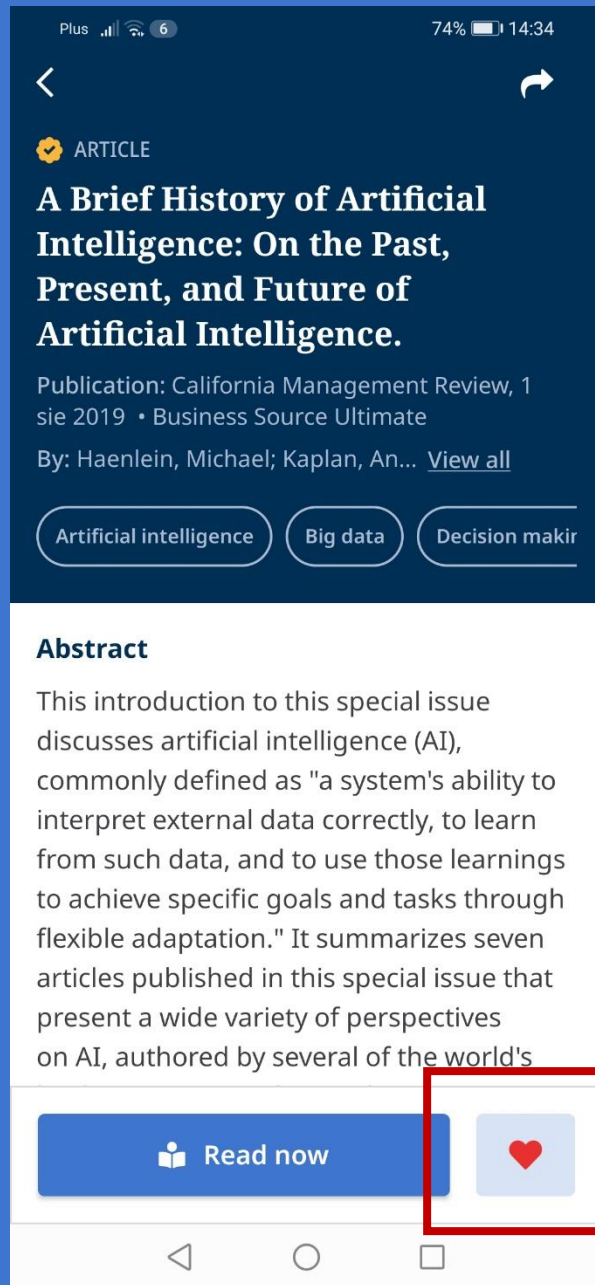 Plus 6 74% 14:34
ARTICLE
A Brief History of Artificial
Intelligence: On the Past,
Present, and Future of
Artificial Intelligence.
Publication: California Management Review, 1
sie 2019 • Business Source Ultimate
By: Haenlein, Michael; Kaplan, An... View all
Artificial intelligence Big data Decision makin
Abstract
This introduction to this special issue
discusses artificial intelligence (AI),
commonly defined as "a system's ability to
interpret external data correctly, to learn
from such data, and to use those learnings
to achieve specific goals and tasks through
flexible adaptation." It summarizes seven
articles published in this special issue that
present a wide variety of perspectives
on AI, authored by several of the world's
Read now